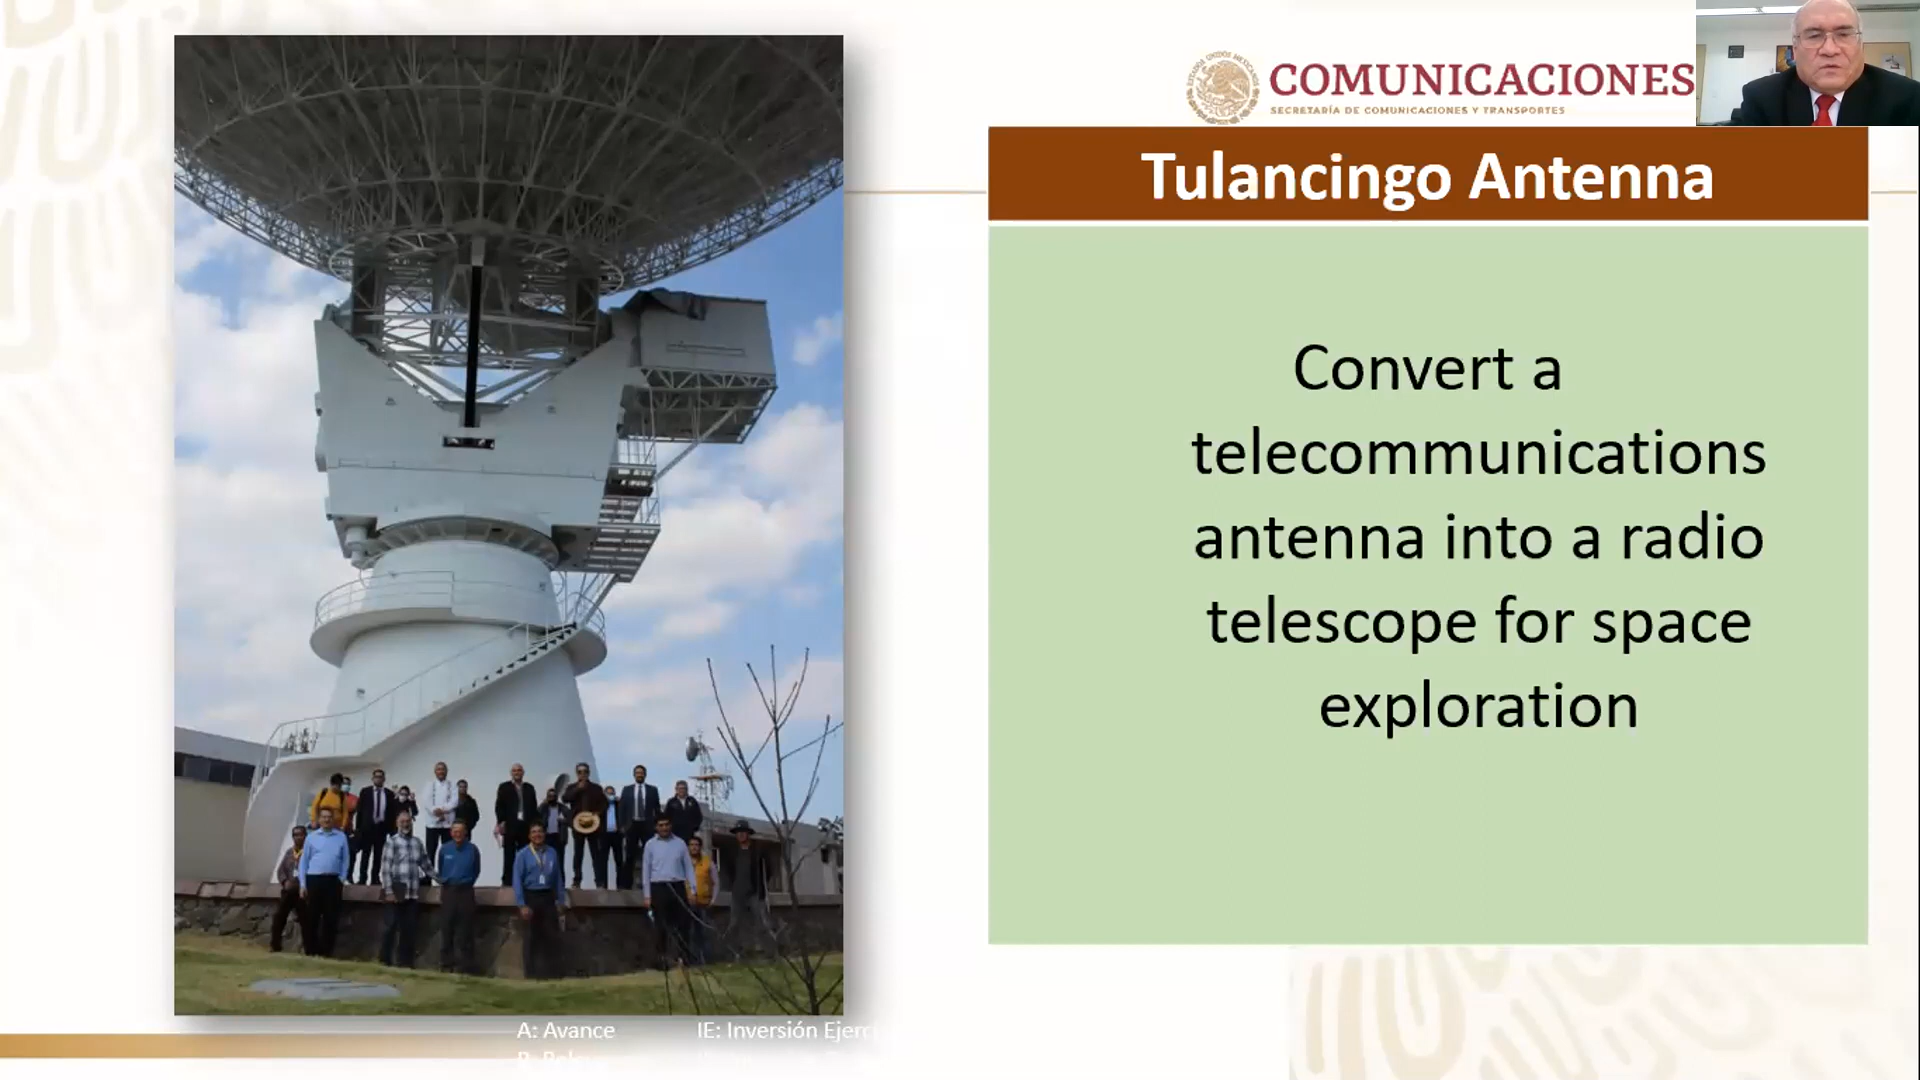 COMUNICACIONES
SECRETARÍA DE COMUNICACIONES Y TRANSPORTES
Tulancingo Antenna
Convert a
telecommunications
antenna into a radio
telescope for space
exploration
A: Avance IE: Inversión